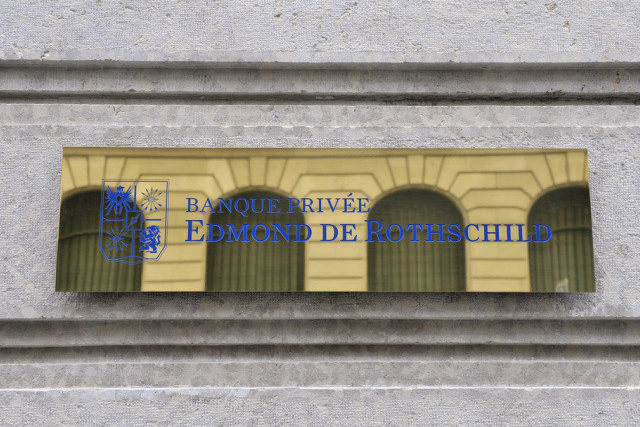 BANQUE PRIVÉE
EDMOND DE ROTHSCHILD